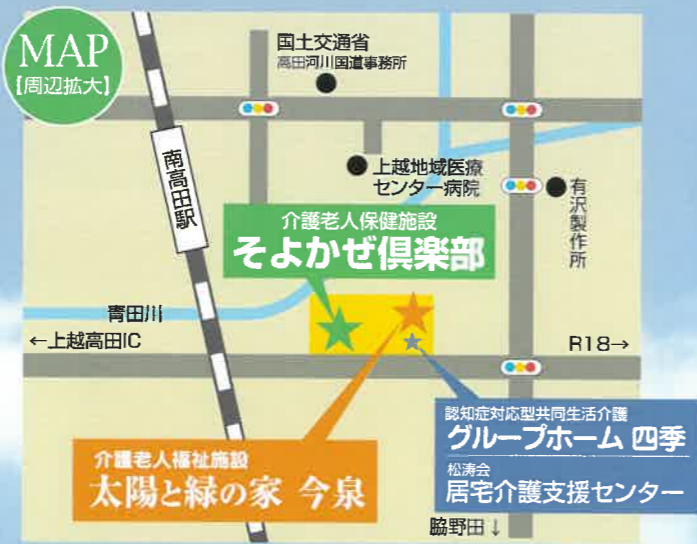 MAP
【周辺拡大】
国土交通省
高田河川国道事務所
南高田駅
上越地域医療
センター病院
有沢製作所
介護老人保健施設
そよかぜ倶楽部
青田川
←上越高田IC
R18→
認知症対応型共同生活介護
グループホーム 四季
松涛会
居宅介護支援センター
介護老人福祉施設
太陽と緑の家 今泉
脇野田↓